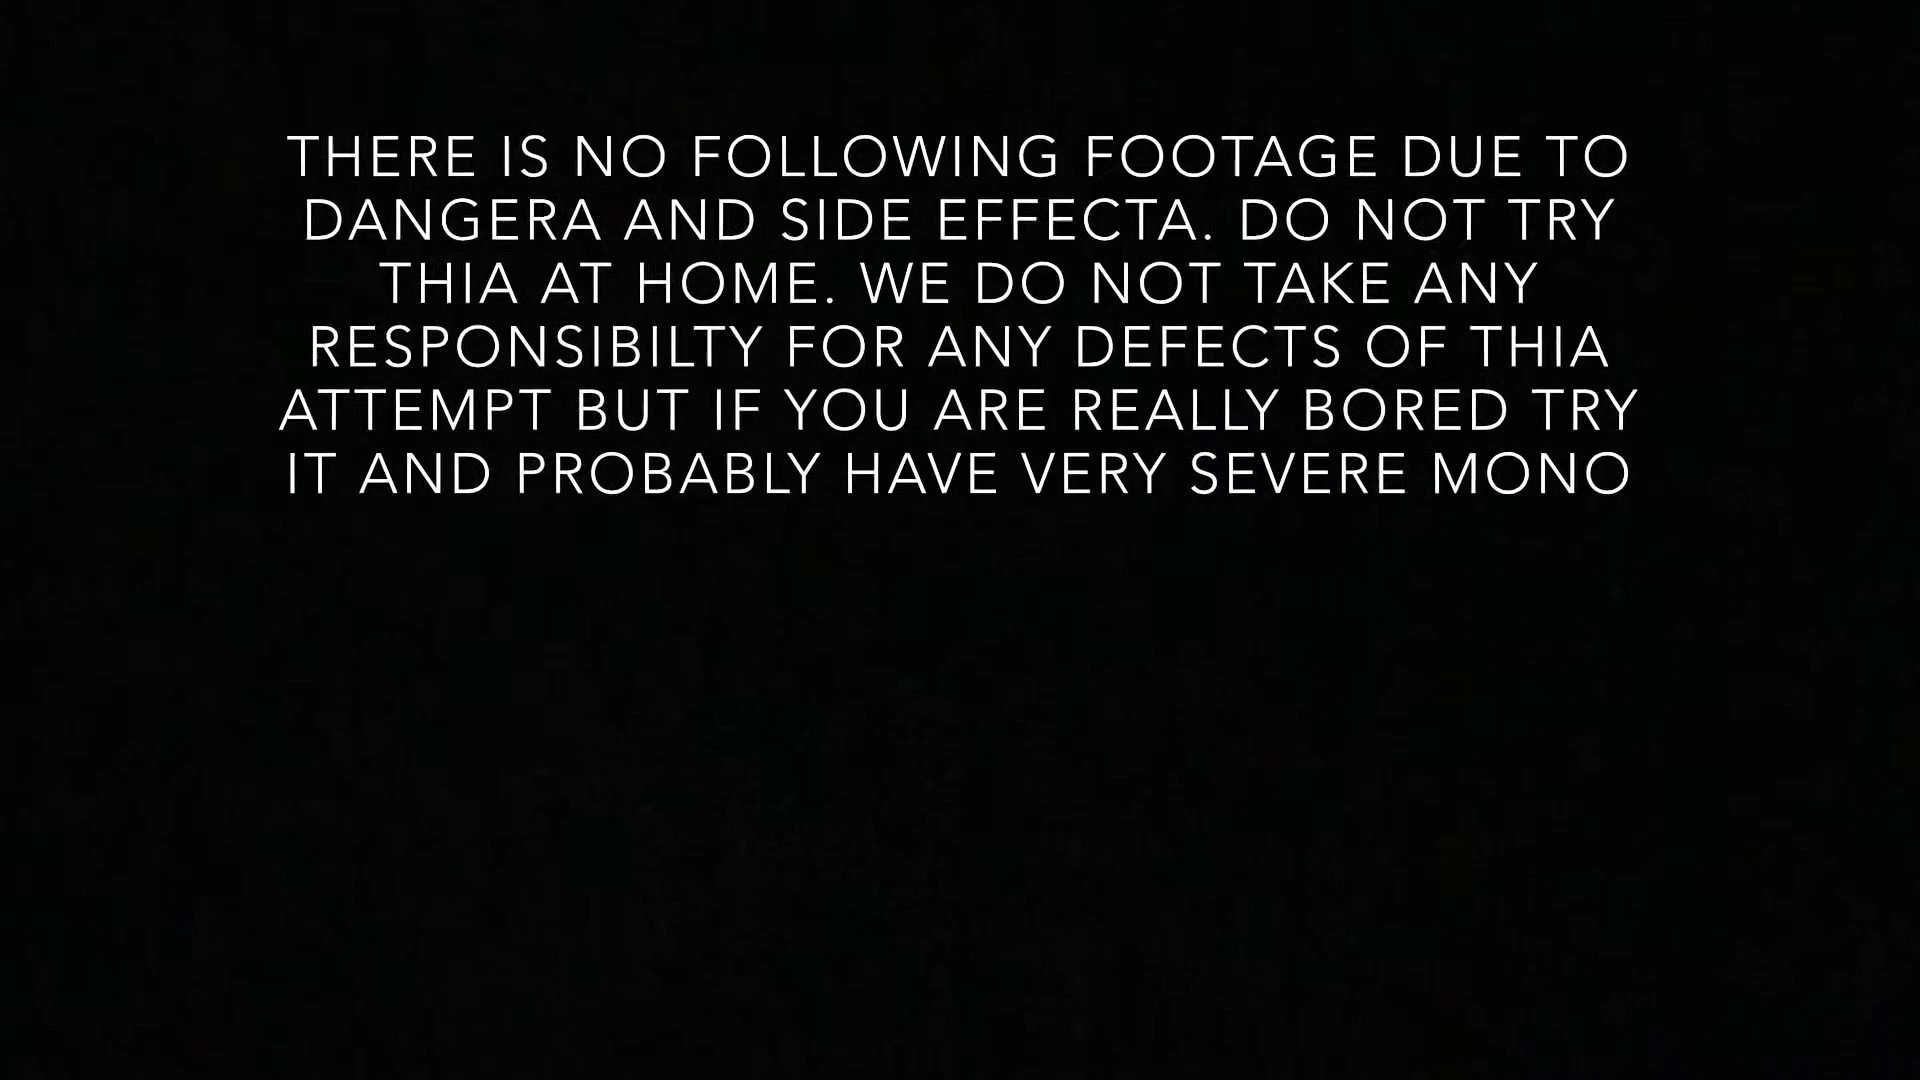 THERE IS NO FOLLOWING FOOTAGE DUE TO
DANGERA AND SIDE EFFECTA. DO NOT TRY
THIA AT HOME. WE DO NOT TAKE ANY
RESPONSIBILTY FOR ANY DEFECTS OF THIA
ATTEMPT BUT IF YOU ARE REALLY BORED TRY
IT AND PROBABLY HAVE VERY SEVERE MONO